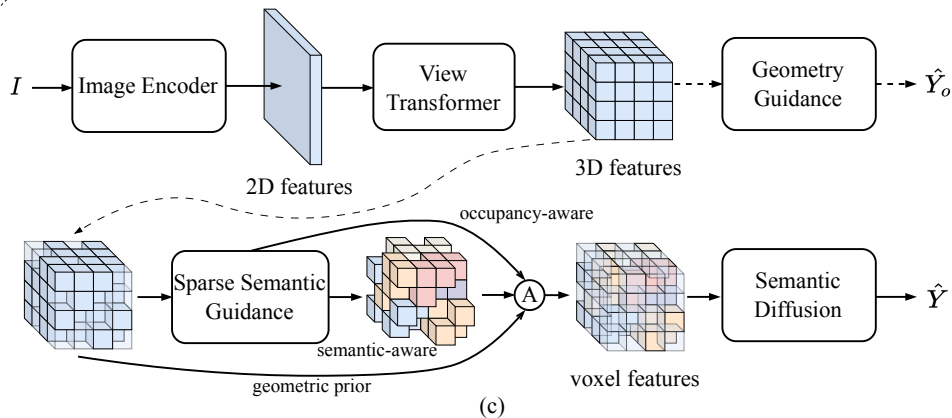 I
Image Encoder
2D features
View
Transformer
3D features
Geometry
Guidance
Ŷₒ
occupancy-aware
Sparse Semantic
Guidance
semantic-aware
geometric prior
A
voxel features
Semantic
Diffusion
Ŷ
(c)